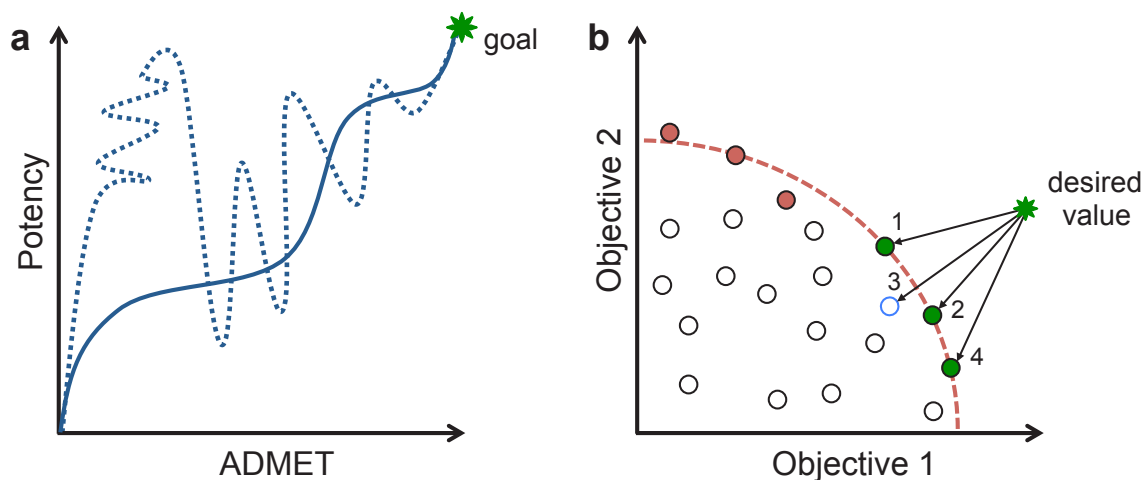 a
goal
Potency
ADMET
b
Objective 2
desired
value
1
3
2
4
Objective 1